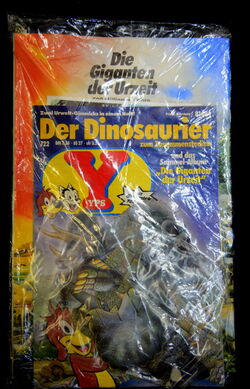 Die
Giganten
der Urzeit
Zwei Urwelt-Gimmicks in einem Heft!
Der Dinosaurier
722
zum Zusammenstecken
und das
Sammel-Album
"Die Giganten
der Urzeit"
Y
YPS